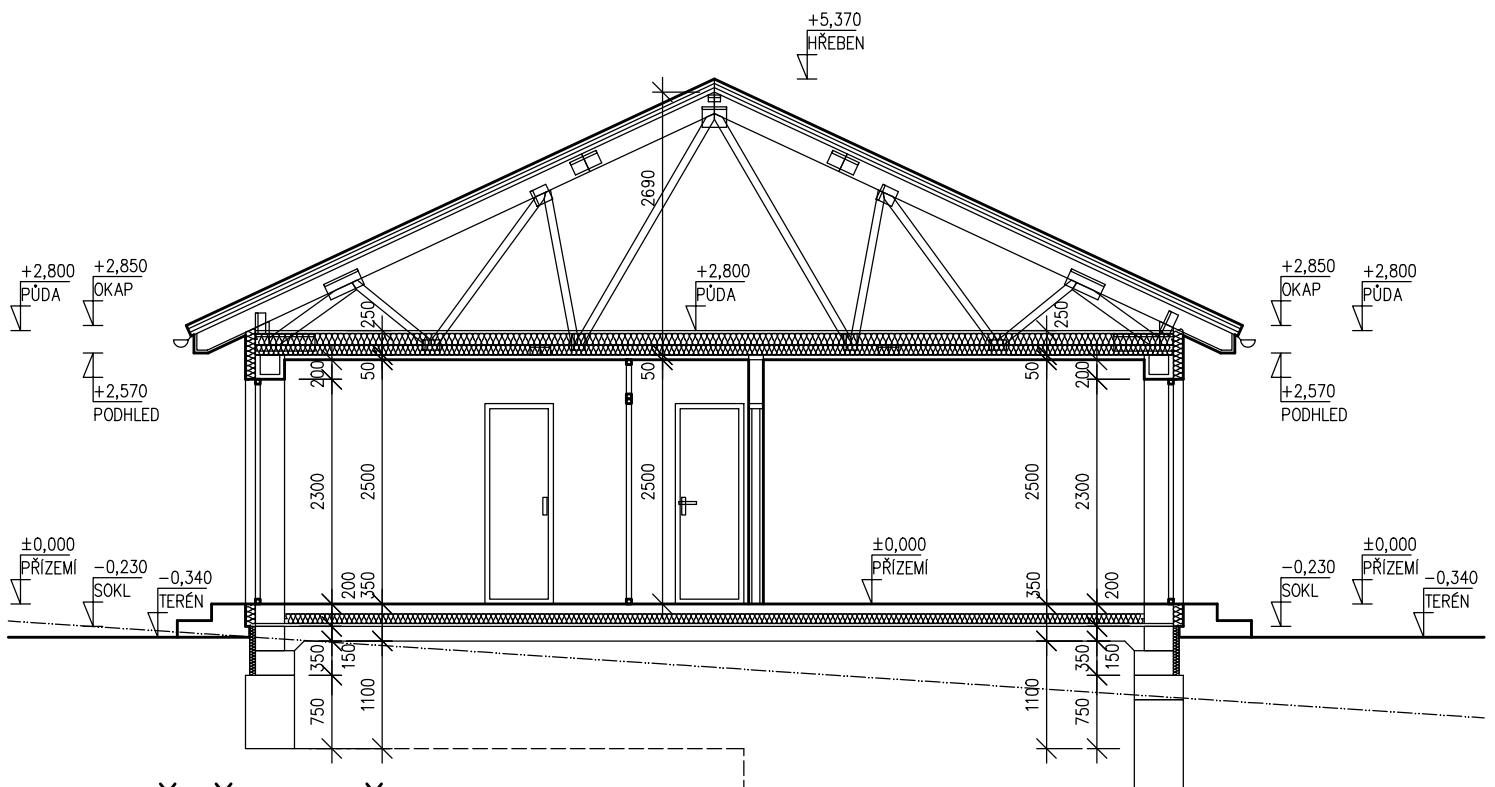 +5,370
HŘEBEN
2690
+2,800
PŮDA
+2,850
OKAP
+2,800
PŮDA
+2,850
OKAP
+2,800
PŮDA
250
250
200
50
50
50
200
+2,570
PODHLED
+2,570
PODHLED
2300
2500
2500
2500
2300
±0,000
PŘÍZEMÍ
-0,230
SOKL
-0,340
TERÉN
±0,000
PŘÍZEMÍ
-0,230
SOKL
±0,000
PŘÍZEMÍ
-0,340
TERÉN
200
350
350
200
350
150
350
150
750
1100
1100
750